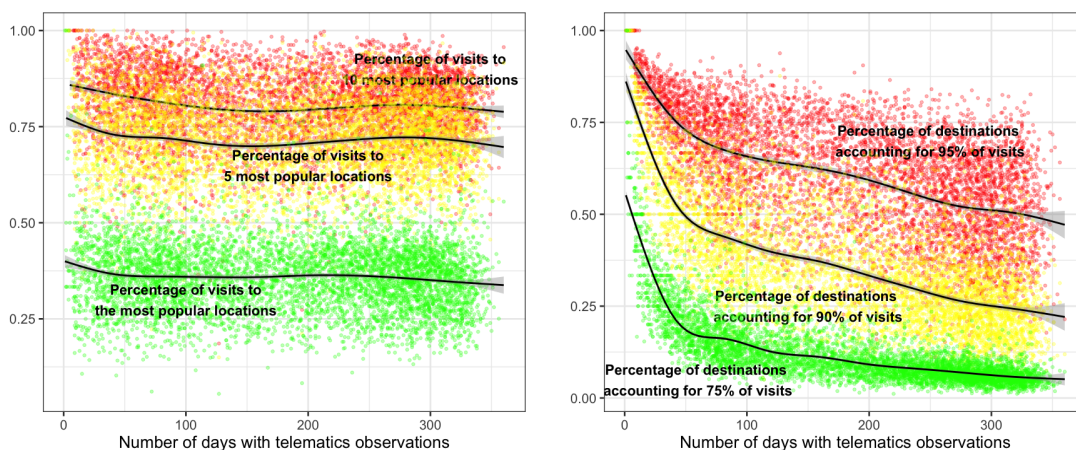 1.00
0.75
0.50
0.25
Percentage of visits to
10 most popular locations
Percentage of visits to
5 most popular locations
Percentage of visits to
the most popular locations
0
100
200
300
Number of days with telematics observations
1.00
0.75
0.50
0.25
0.00
Percentage of destinations
accounting for 95% of visits
Percentage of destinations
accounting for 90% of visits
Percentage of destinations
accounting for 75% of visits
0
100
200
300
Number of days with telematics observations